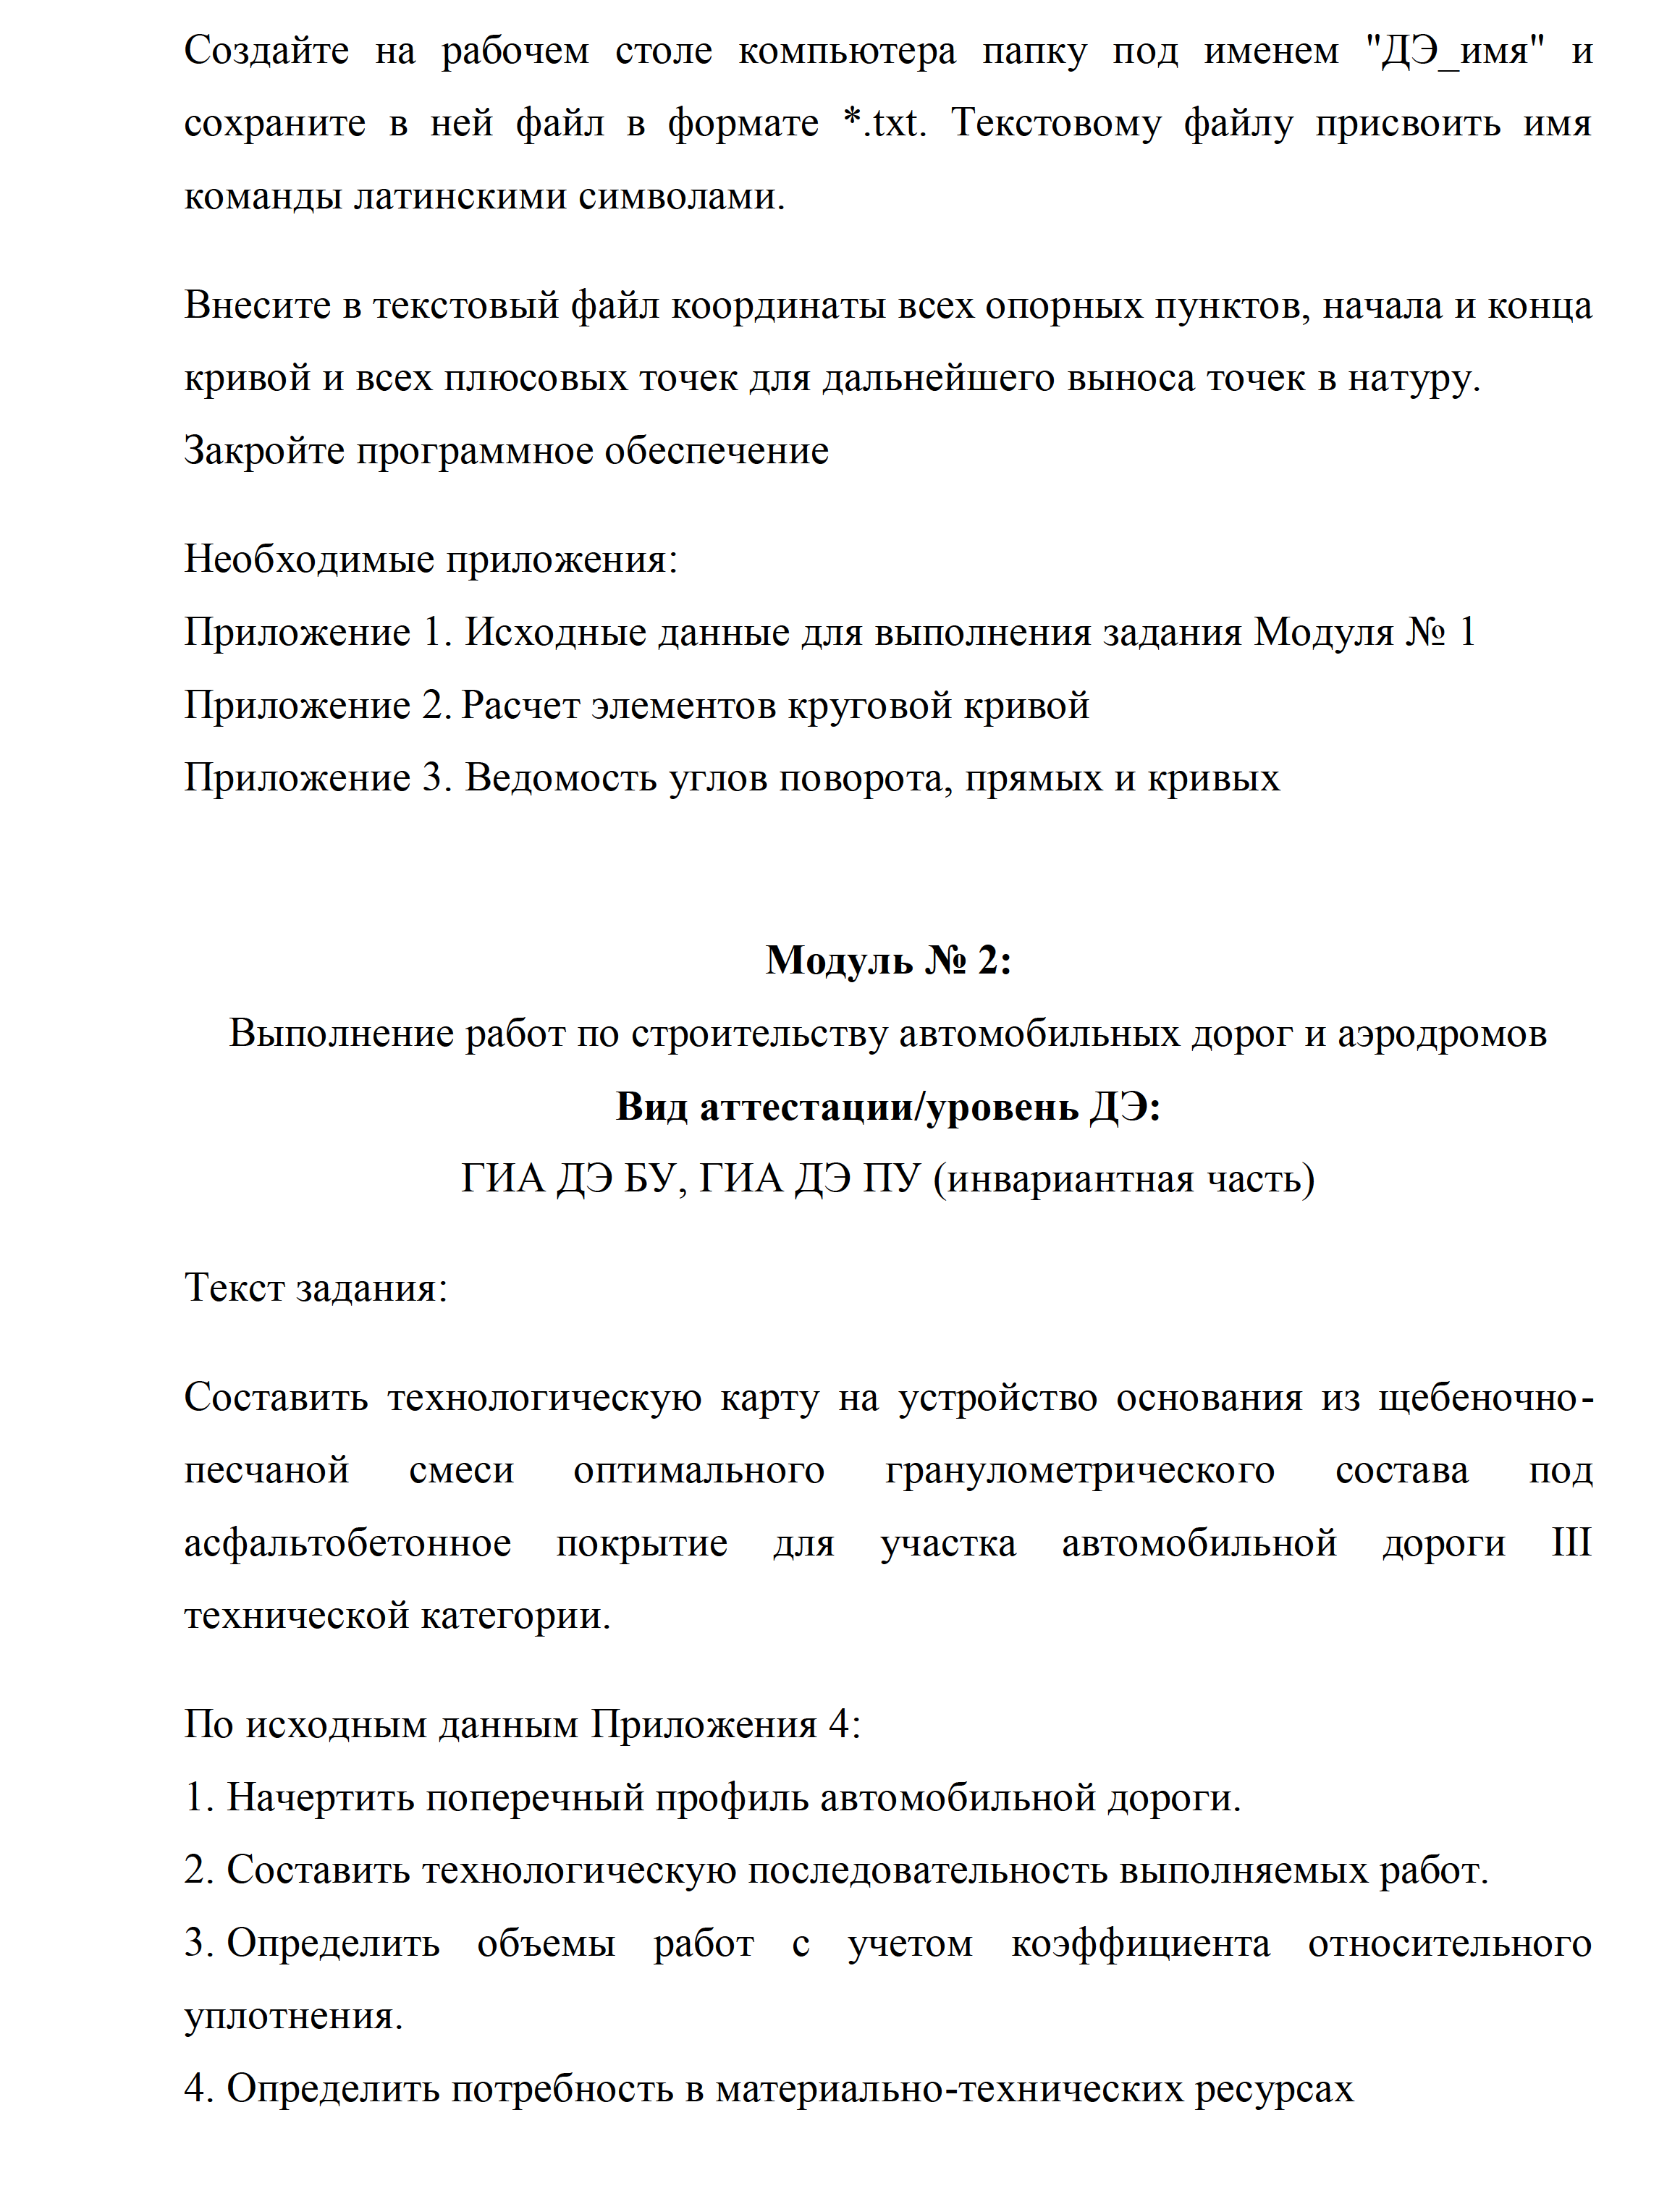 Создайте на рабочем столе компьютера папку под именем "ДЭ_имя" и
сохраните в ней файл в формате *.txt. Текстовому файлу присвоить имя
команды латинскими символами.
Внесите в текстовый файл координаты всех опорных пунктов, начала и конца
кривой и всех плюсовых точек для дальнейшего выноса точек в натуру.
Закройте программное обеспечение
Необходимые приложения:
Приложение 1. Исходные данные для выполнения задания Модуля № 1
Приложение 2. Расчет элементов круговой кривой
Приложение 3. Ведомость углов поворота, прямых и кривых
Модуль № 2:
Выполнение работ по строительству автомобильных дорог и аэродромов
Вид аттестации/уровень ДЭ:
ГИА ДЭ БУ, ГИА ДЭ ПУ (инвариантная часть)
Текст задания:
Составить технологическую карту на устройство основания из щебеночно-
песчаной смеси оптимального гранулометрического состава под
асфальтобетонное покрытие для участка автомобильной дороги III
технической категории.
По исходным данным Приложения 4:
1. Начертить поперечный профиль автомобильной дороги.
2. Составить технологическую последовательность выполняемых работ.
3. Определить объемы работ с учетом коэффициента относительного
уплотнения.
4. Определить потребность в материально-технических ресурсах